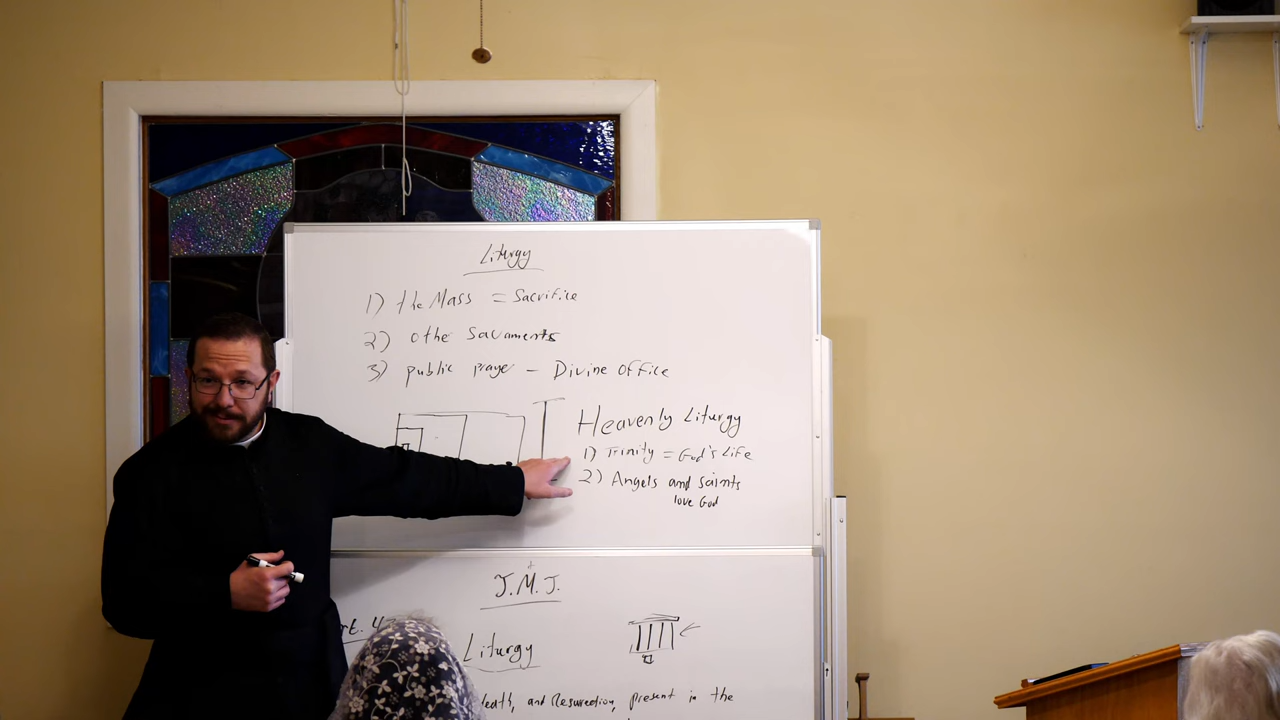 Liturgy
1) the Mass = Sacrifice
2) othe Sacraments
3) public prayer - Divine Office
Heavenly Liturgy
1) Trinity = God's Life
2) Angels and saints
love God
J.M.J.
Liturgy
death, and Resurrection, present in the